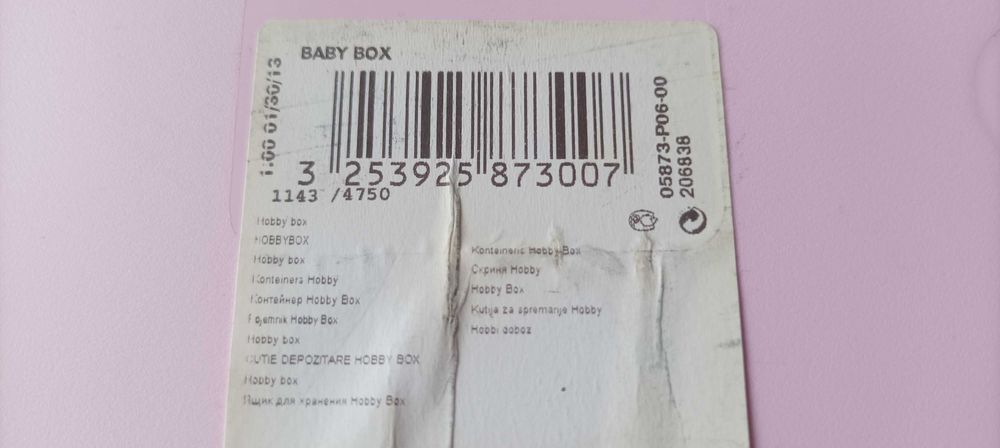 BABY BOX
1:00 01/30/13
3 253925 873007
05873-P06-00
206838
1143 /4750
Hobby box
HOBBYBOX
Hobby box
Konteiners Hobby
Контейнер Hobby Box
Pojemnik Hobby Box
Hobby box
CUTIE DEPOZITARE HOBBY BOX
Hobby box
Ящик для хранения Hobby Box
Konteineris Hobby Box
Скриня Hobby
Hobby Box
Kutija za spremanje Hobby
Hobbi doboz